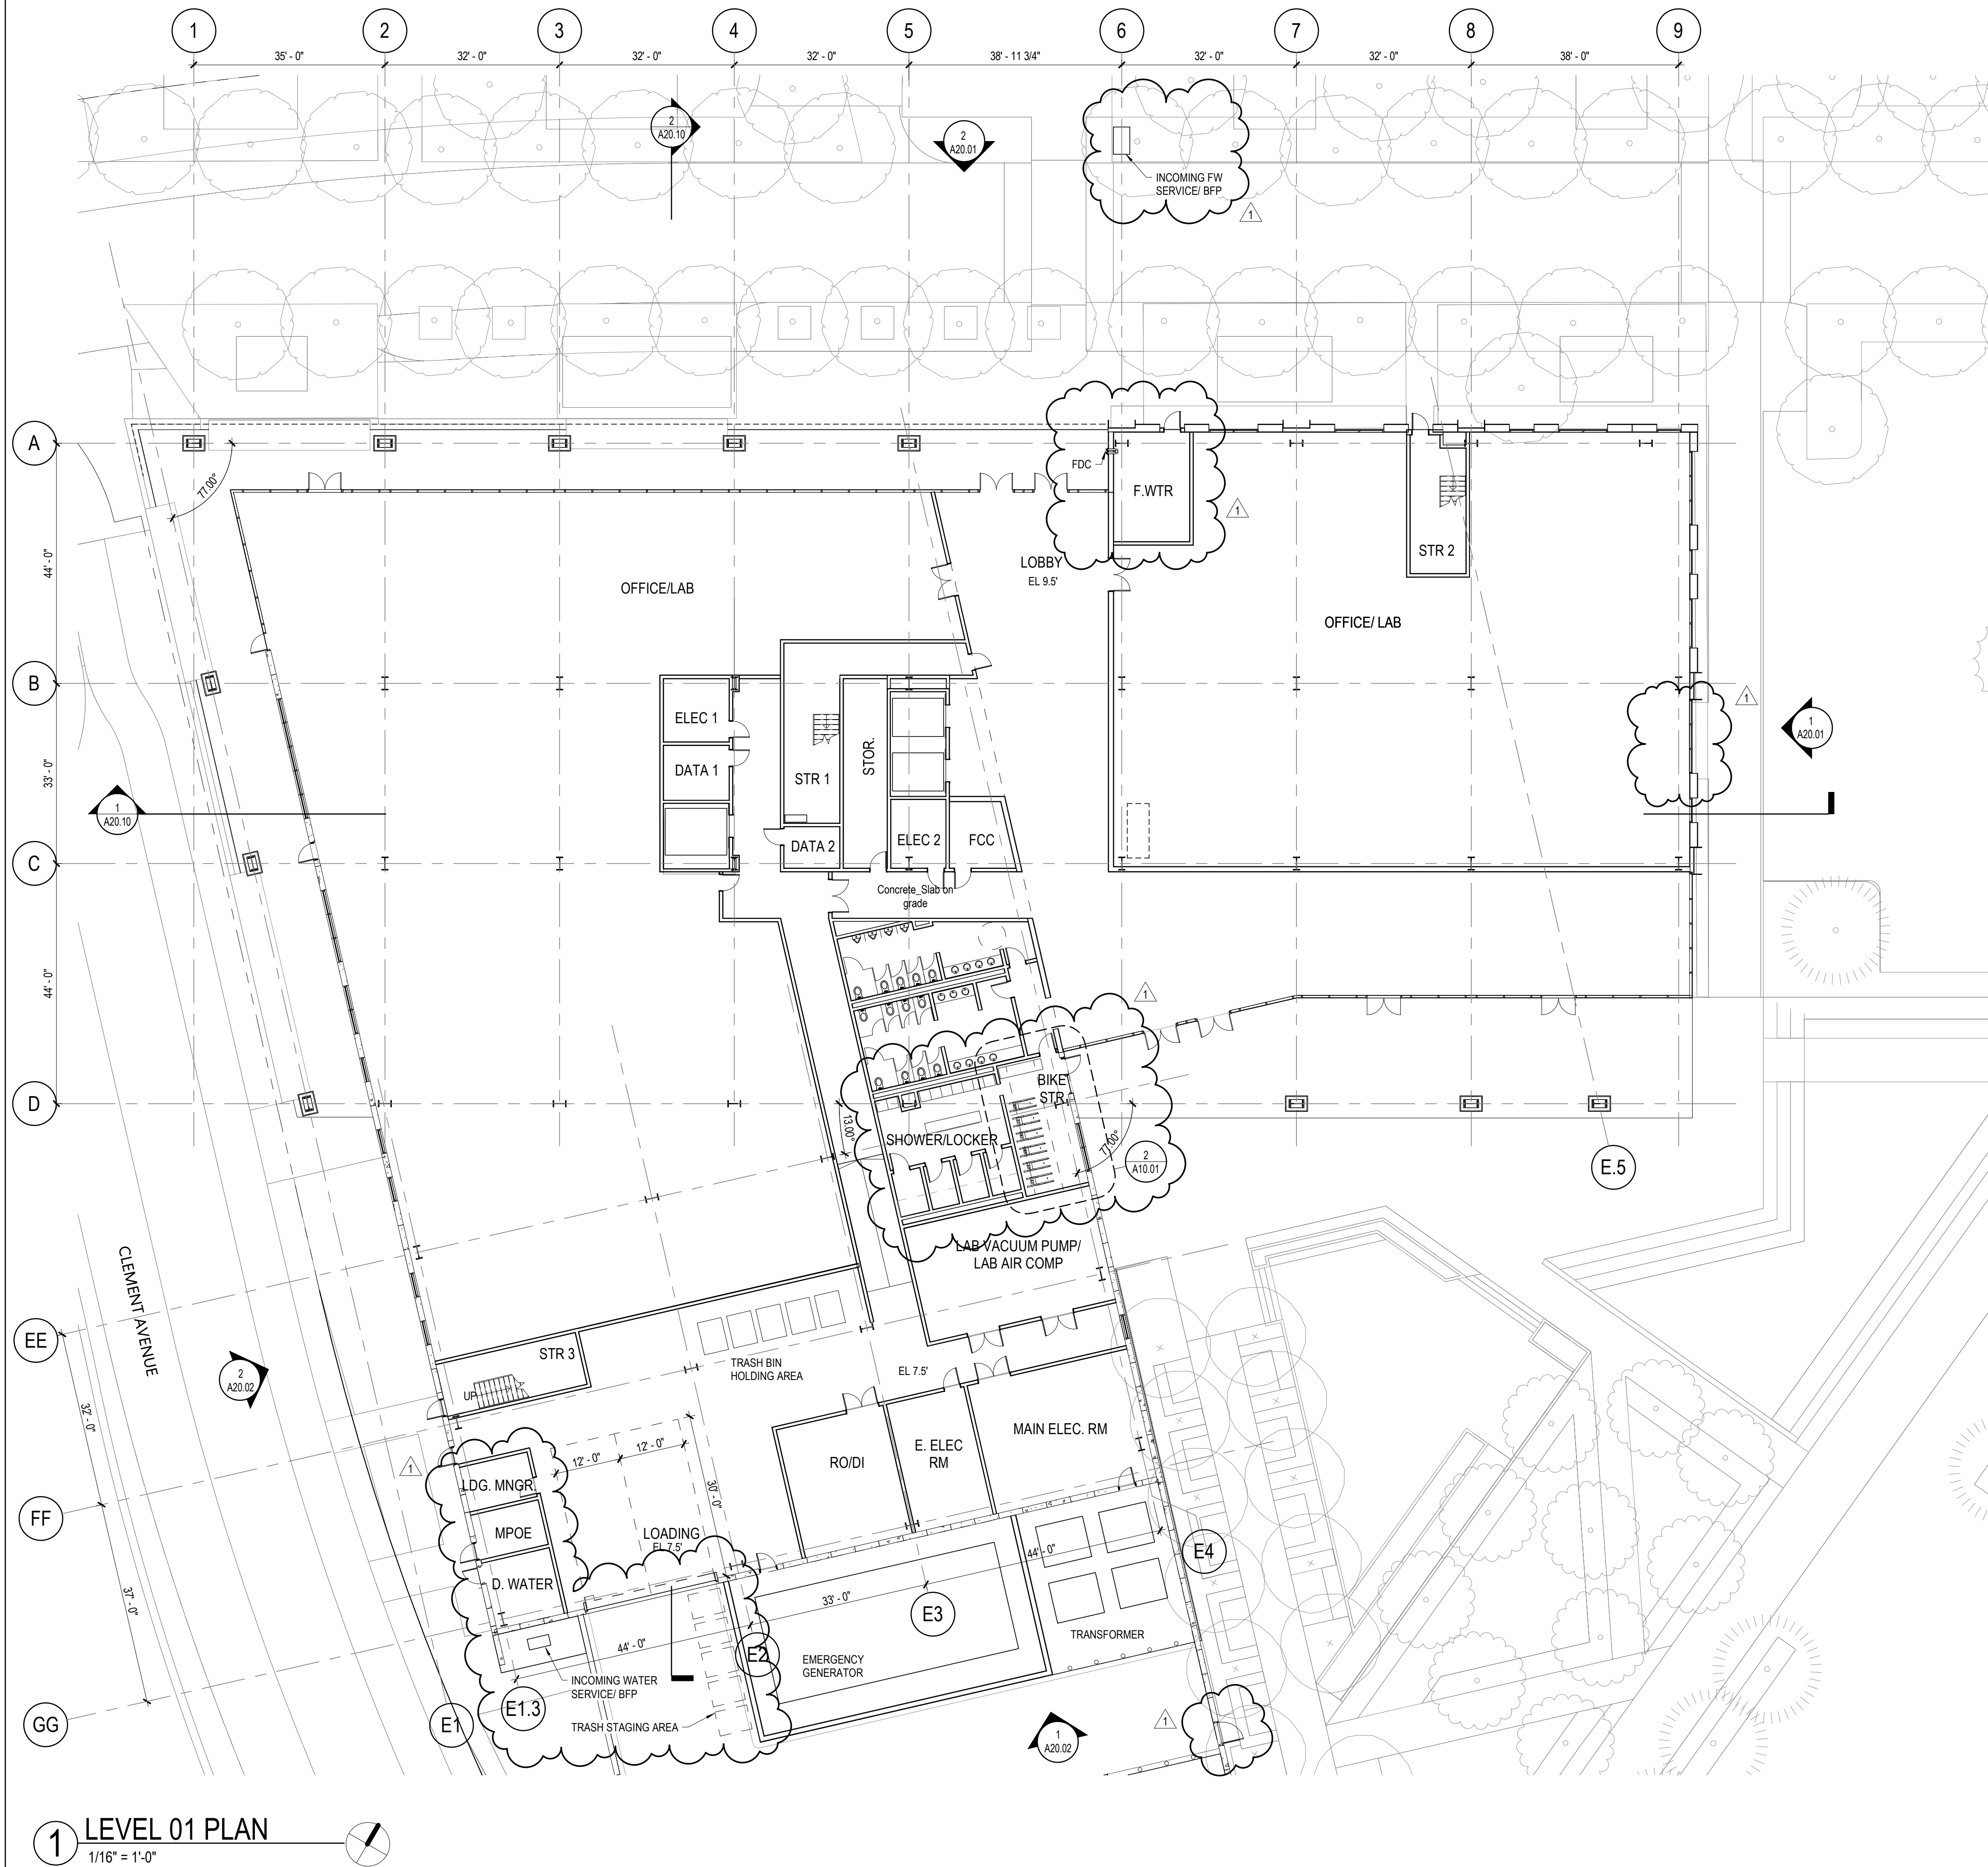 1 2 3 4 5 6 7 8 9
35' - 0" 32' - 0" 32' - 0" 32' - 0" 38' - 11 3/4" 32' - 0" 32' - 0" 38' - 0"
2
A20.10
2
A20.01
INCOMING FW
SERVICE/ BFP
1
A
77.00°
FDC
F.WTR
1
STR 2
LOBBY
EL 9.5'
44' - 0"
OFFICE/LAB
OFFICE/ LAB
B
1
ELEC 1
1
A20.01
DATA 1
STR 1
STOR.
33' - 0"
1
A20.10
DATA 2
ELEC 2
FCC
C
Concrete_Slab on
grade
44' - 0"
1
BIKE
STR.
D
13.00°
SHOWER/LOCKER
77.00°
2
A10.01
E.5
LAB VACUUM PUMP/
LAB AIR COMP
CLEMENT AVENUE
EE
STR 3
TRASH BIN
HOLDING AREA
EL 7.5'
2
A20.02
UP
32' - 0"
MAIN ELEC. RM
12' - 0"
12' - 0"
E. ELEC
RM
RO/DI
1
LDG. MNGR.
30' - 0"
FF
MPOE
LOADING
EL 7.5'
44' - 0"
E4
D. WATER
37' - 0"
33' - 0"
E3
44' - 0"
E2
TRANSFORMER
EMERGENCY
GENERATOR
INCOMING WATER
SERVICE/ BFP
E1.3
GG
E1
TRASH STAGING AREA
1
A20.02
1
1
LEVEL 01 PLAN
1/16" = 1'-0"